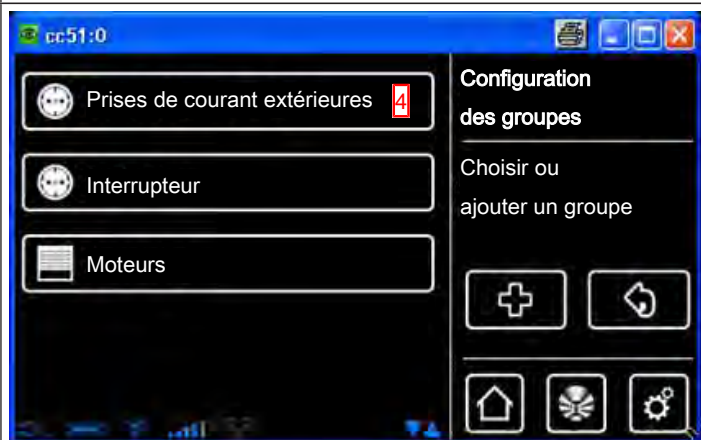 cc51:0
Prises de courant extérieures 4
Interrupteur
Moteurs
Configuration
des groupes
Choisir ou
ajouter un groupe